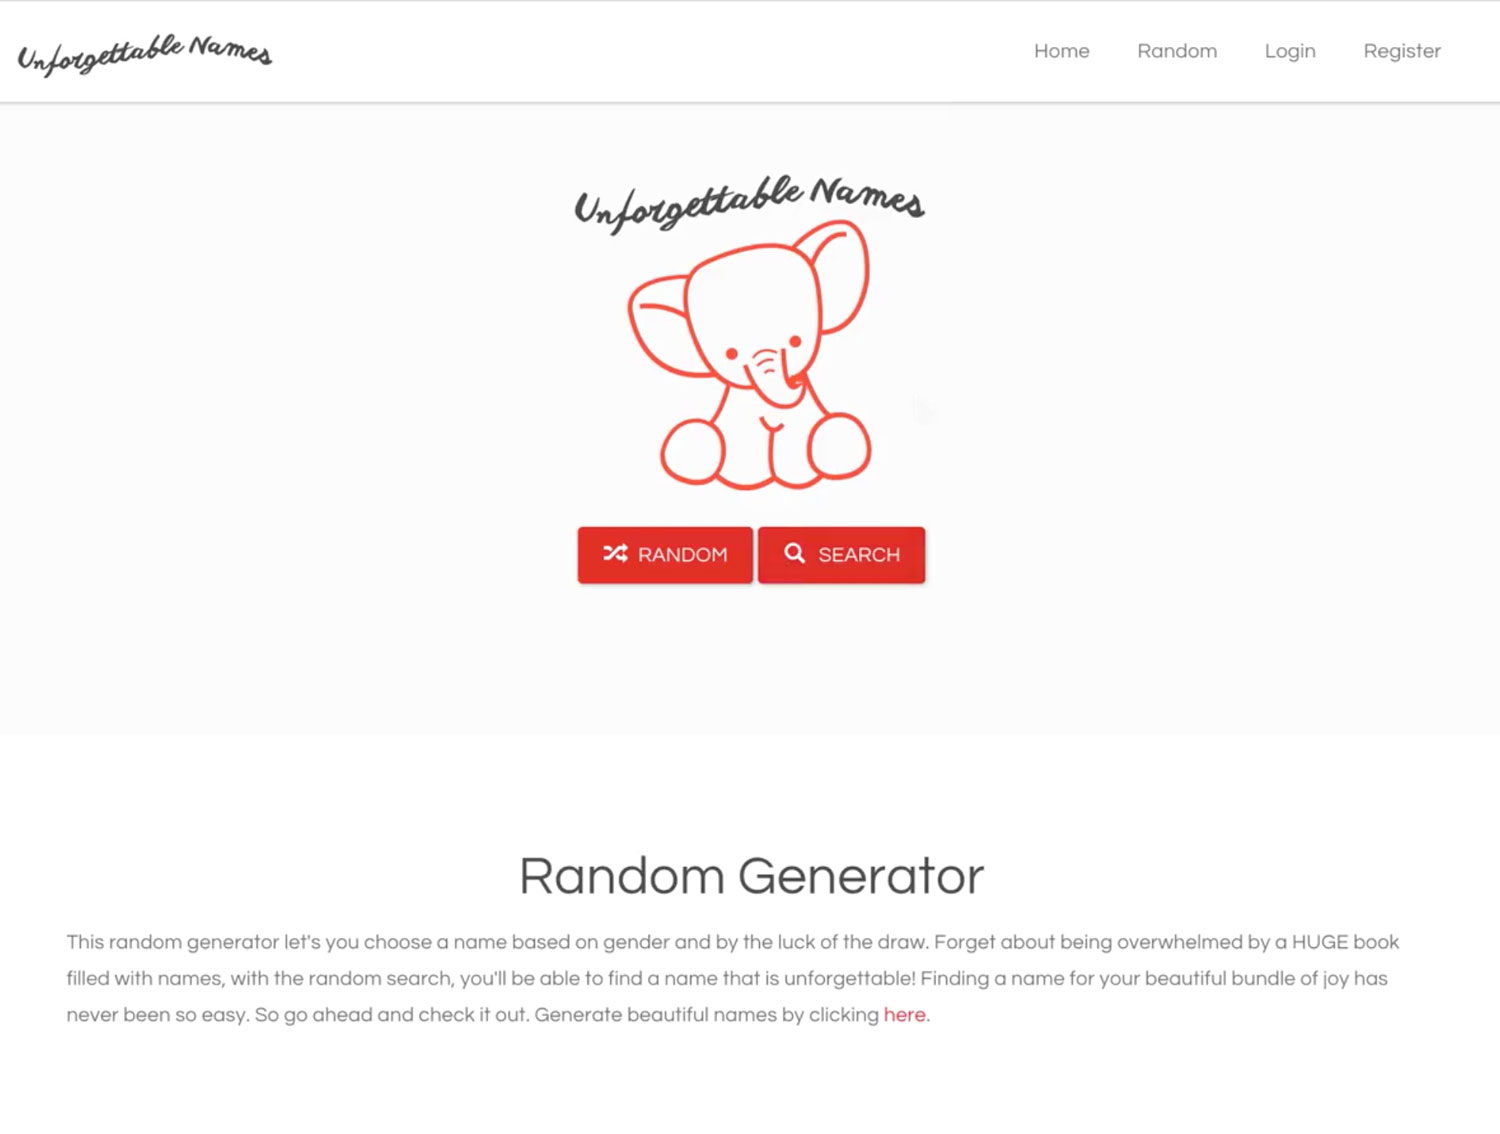 Unforgettable Names
Home Random Login Register
Unforgettable Names
RANDOM SEARCH
Random Generator
This random generator let's you choose a name based on gender and by the luck of the draw. Forget about being overwhelmed by a HUGE book
filled with names, with the random search, you'll be able to find a name that is unforgettable! Finding a name for your beautiful bundle of joy has
never been so easy. So go ahead and check it out. Generate beautiful names by clicking here.